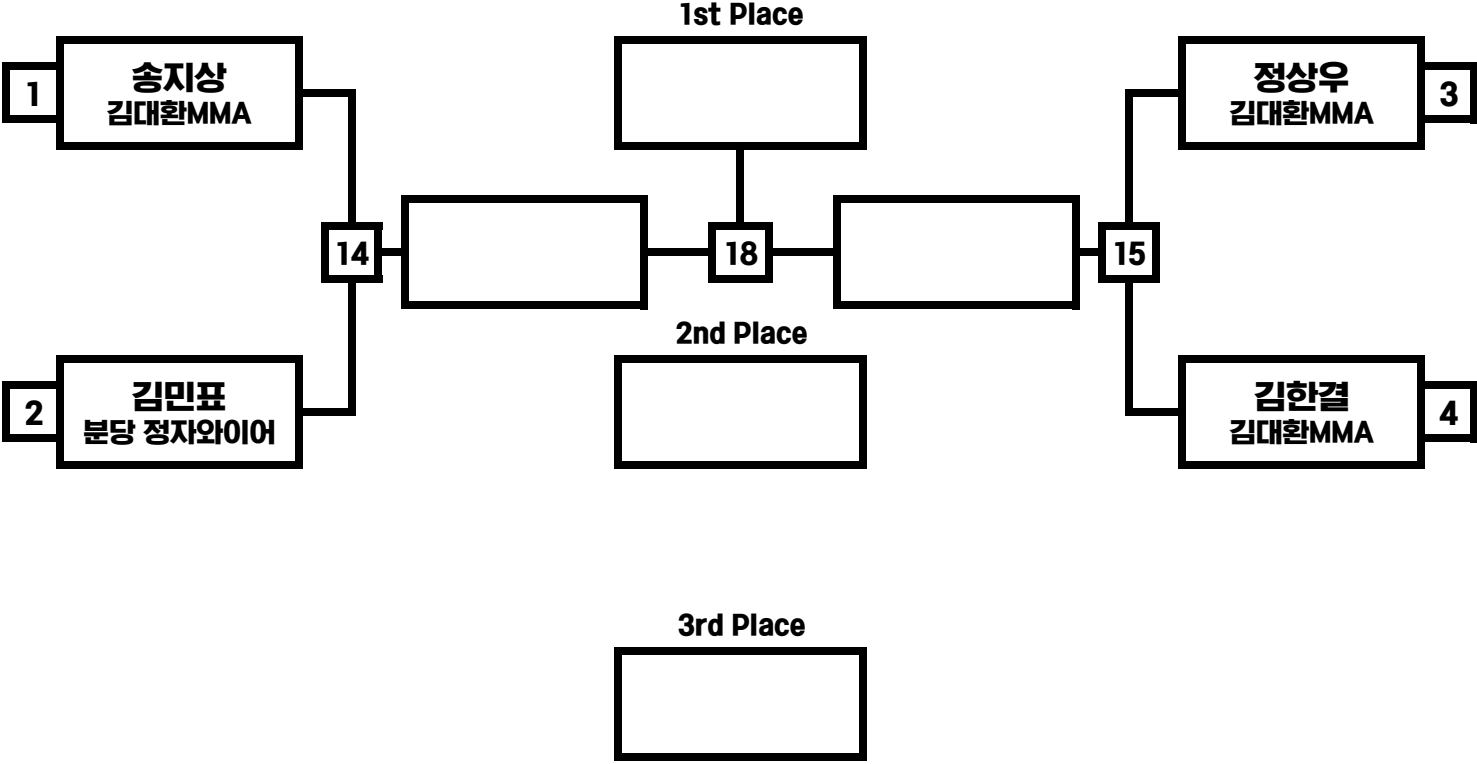 1st Place
1
송지상
김대환MMA
정상우
김대환MMA
3
14
18
15
2nd Place
2
김민표
분당 정자와이어
김한결
김대환MMA
4
3rd Place